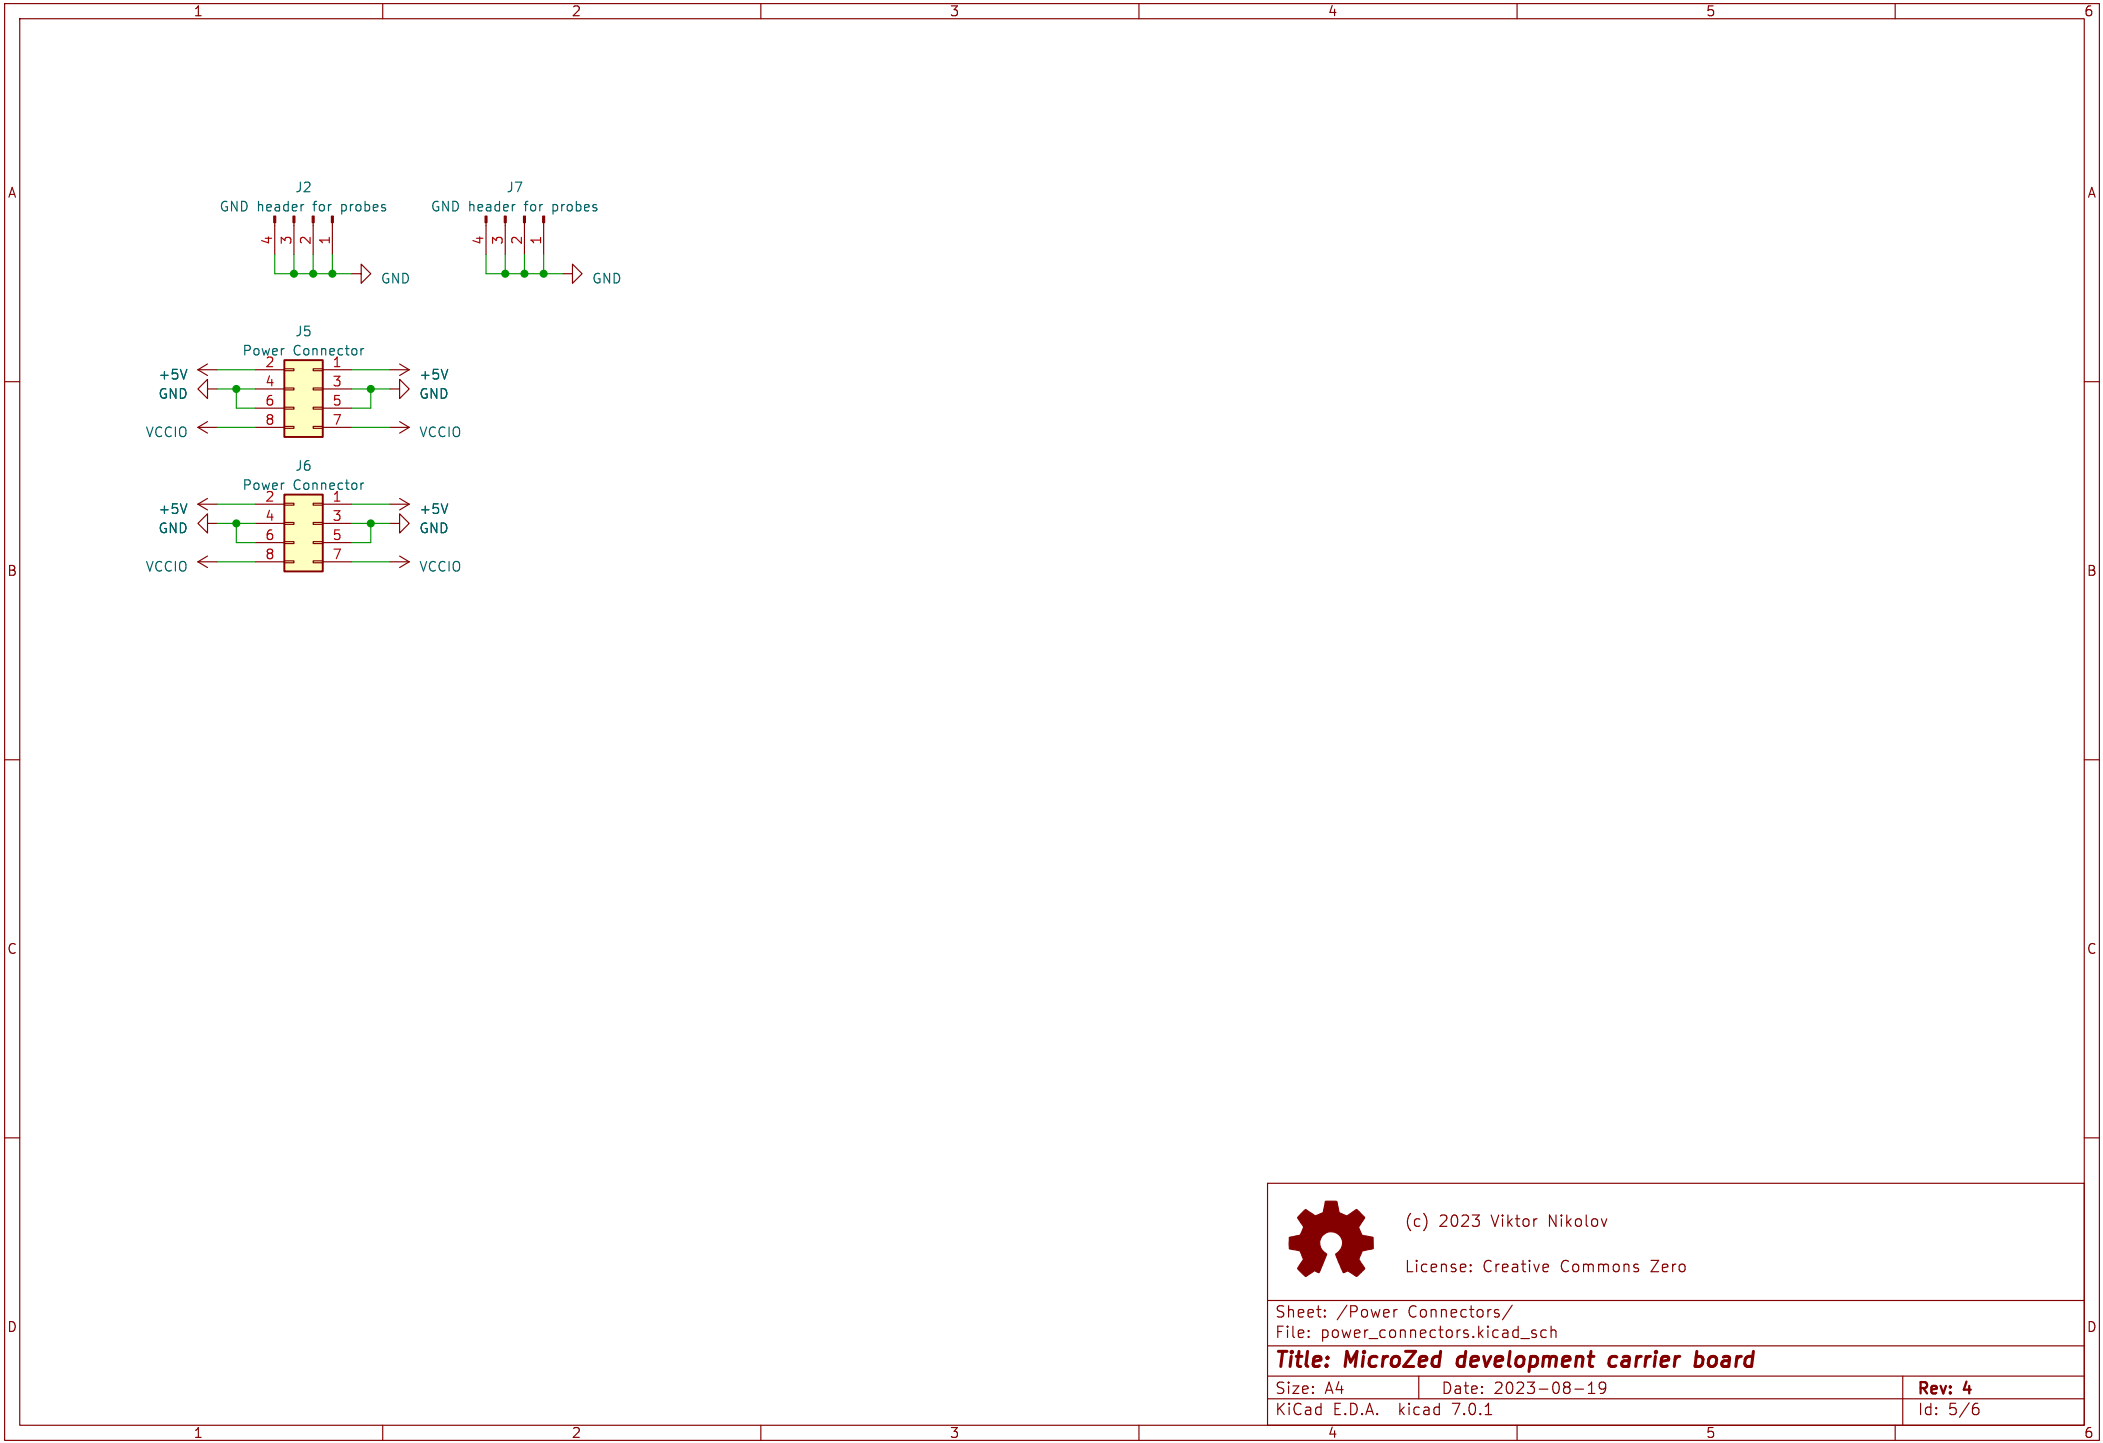 1 2 3 4 5 6
A A
J2 J7
GND header for probes GND header for probes
4 3 2 1 4 3 2 1
GND GND
J5
Power Connector
2 1
+5V +5V
4 3
GND GND
6 5
8 7
VCCIO VCCIO
J6
Power Connector
2 1
+5V +5V
4 3
GND GND
6 5
8 7
VCCIO VCCIO
B B
C C
(c) 2023 Viktor Nikolov
License: Creative Commons Zero
Sheet: /Power Connectors/
File: power_connectors.kicad_sch
D D
Title: MicroZed development carrier board
Size: A4 Date: 2023-08-19 Rev: 4
KiCad E.D.A. kicad 7.0.1 Id: 5/6
1 2 3 4 5 6